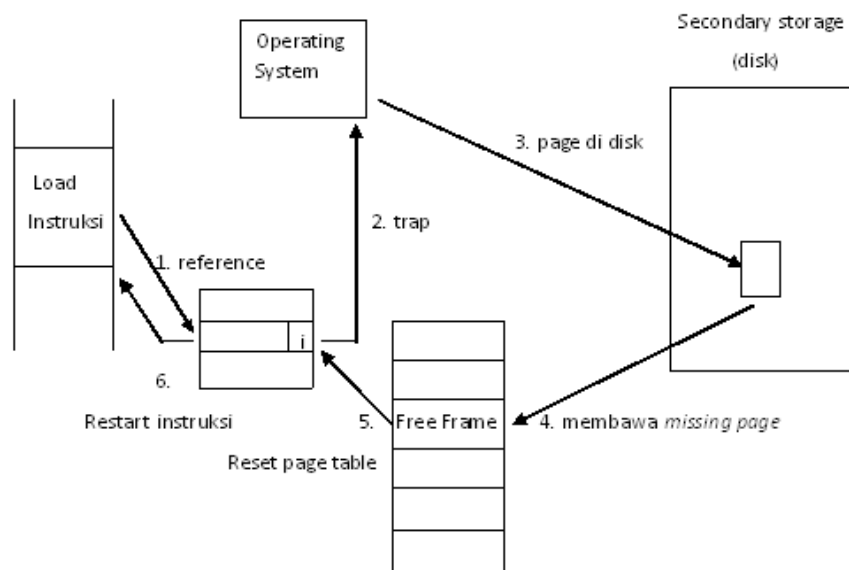 Operating
System
Secondary storage
(disk)
3. page di disk
Load
Instruksi
2. trap
1. reference
i
6.
Restart instruksi
5.
Free Frame
4. membawa missing page
Reset page table